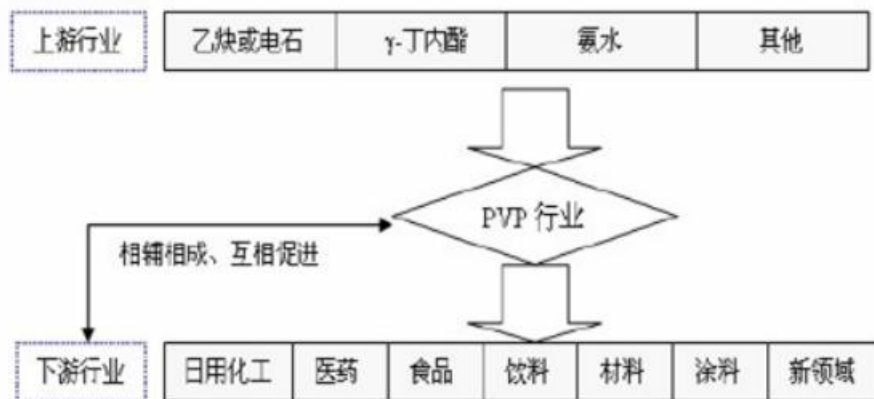 上游行业 乙炔或电石 γ-丁内酯 氨水 其他
PVP 行业
相辅相成、互相促进
下游行业 日用化工 医药 食品 饮料 材料 涂料 新领域